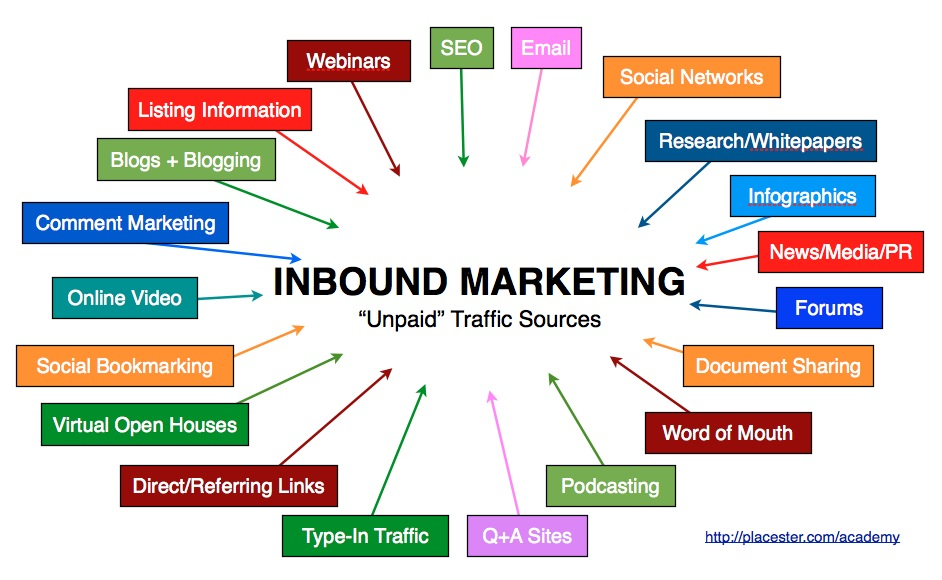 SEO
Email
Webinars
Social Networks
Listing Information
Research/Whitepapers
Blogs + Blogging
Infographics
Comment Marketing
News/Media/PR
INBOUND MARKETING
Online Video
Forums
“Unpaid” Traffic Sources
Social Bookmarking
Document Sharing
Virtual Open Houses
Word of Mouth
Direct/Referring Links
Podcasting
Type-In Traffic
Q+A Sites
http://placester.com/academy